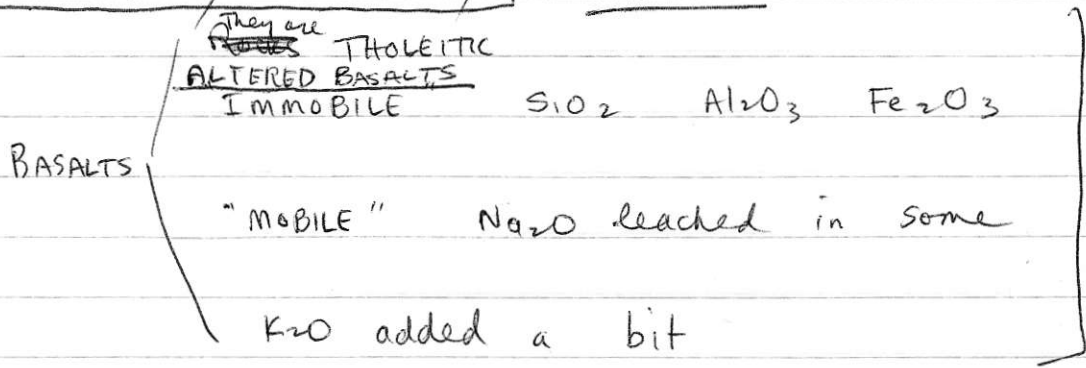 They are
THOLEITIC
ALTERED BASALTS
IMMOBILE SiO2 Al2O3 Fe2O3
BASALTS
"MOBILE" Na2O leached in some
K2O added a bit